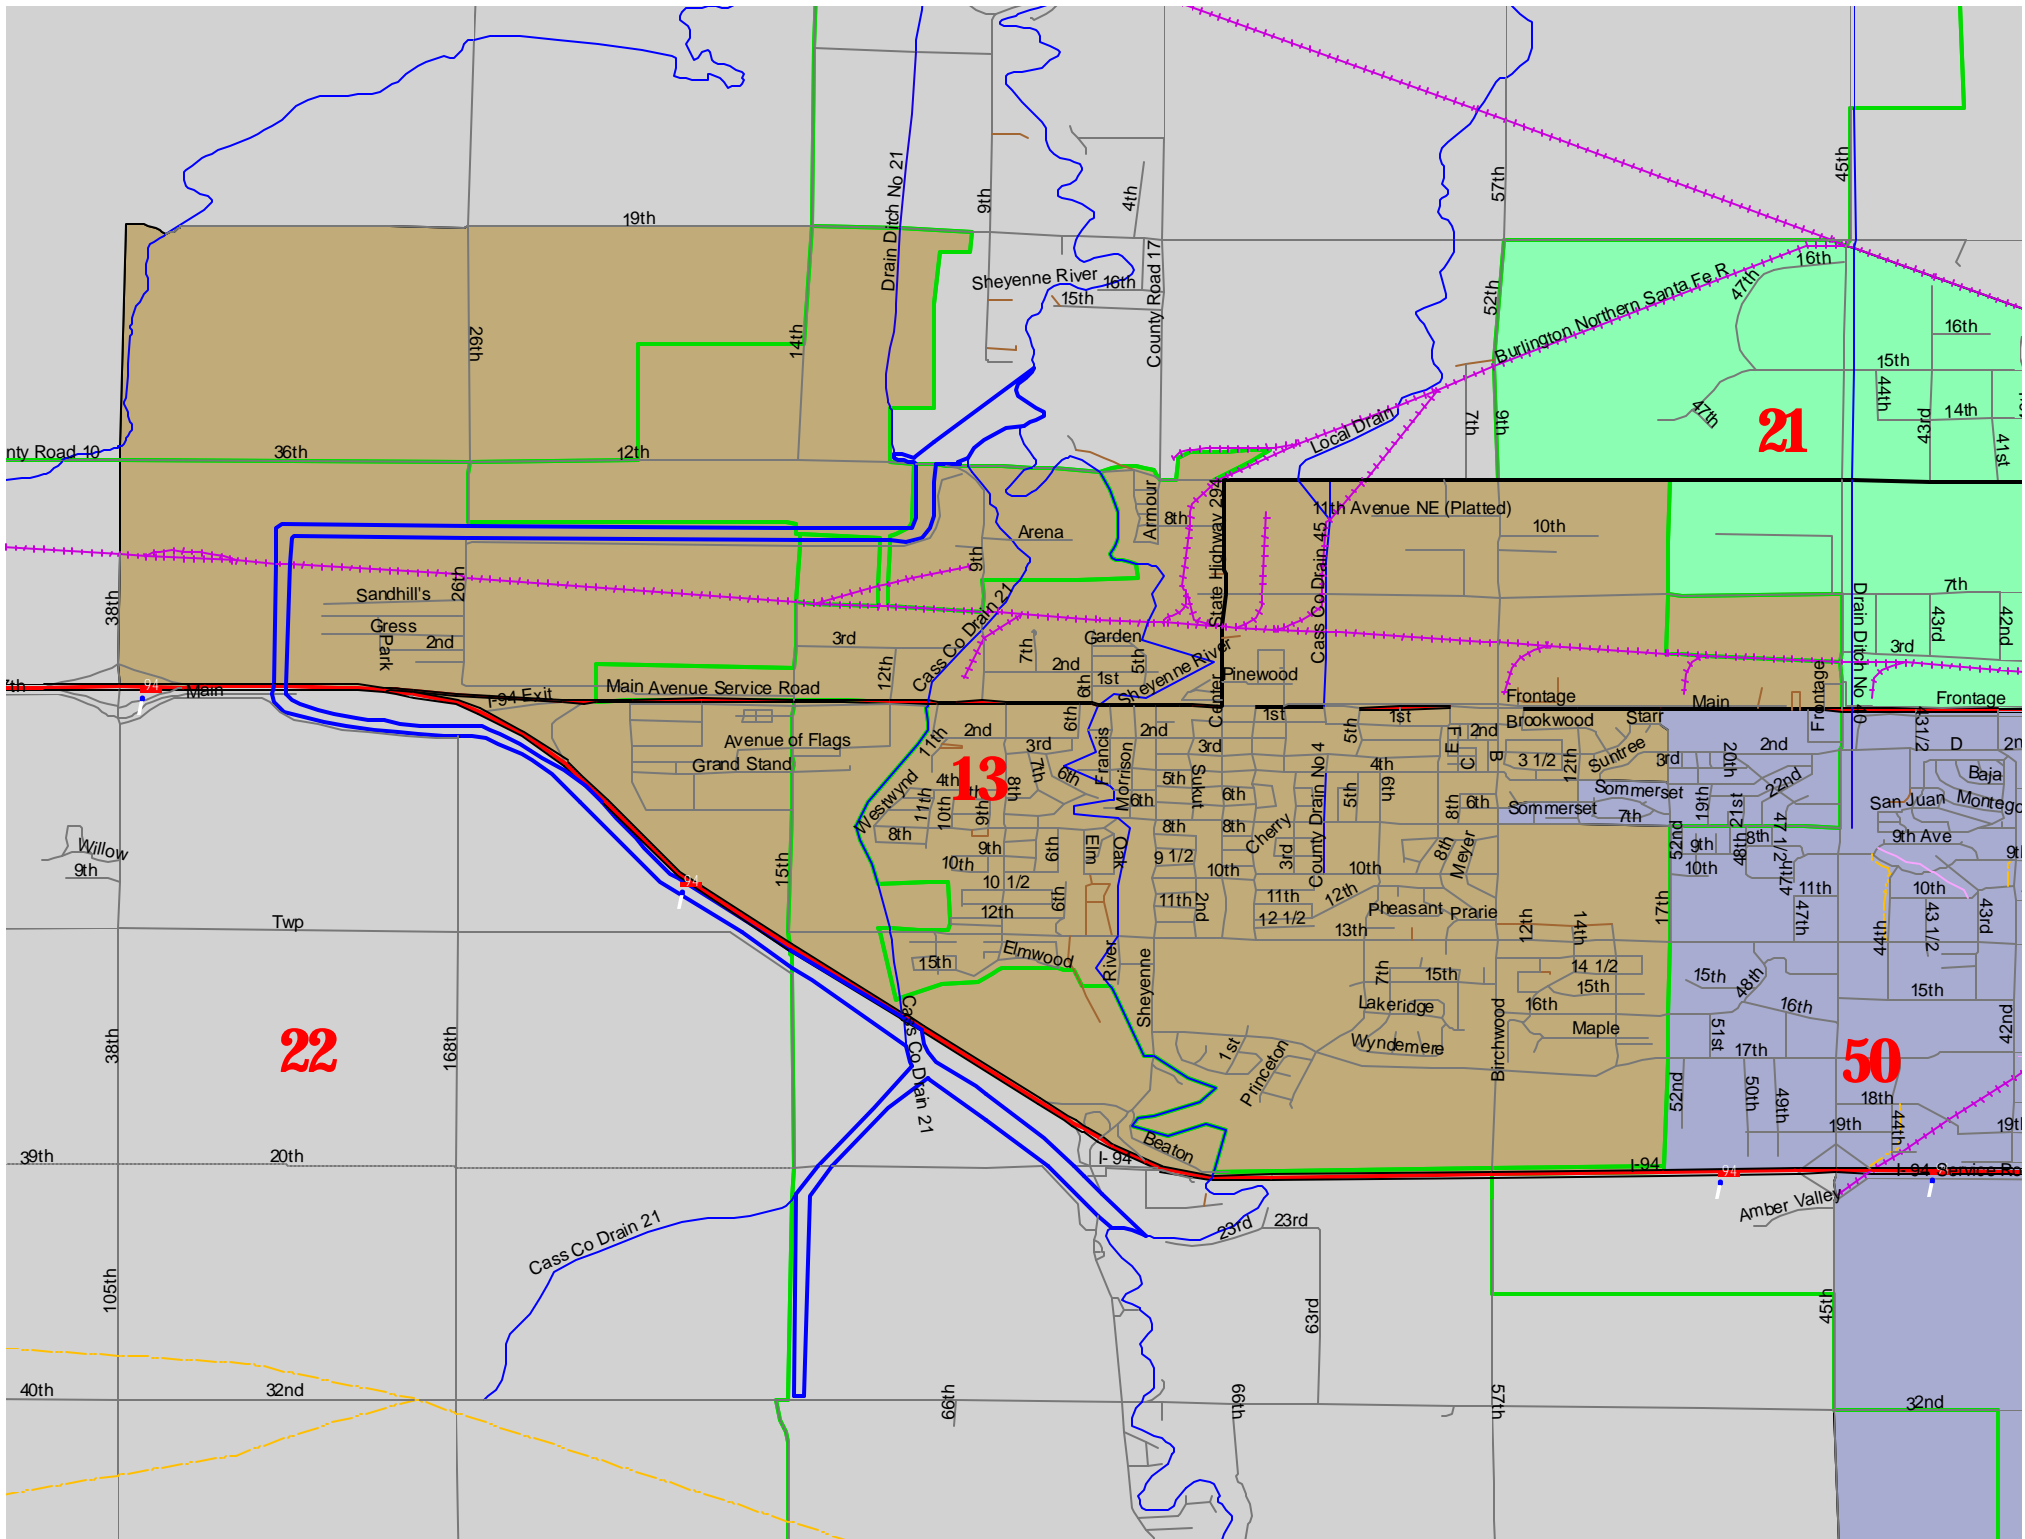 19th
Drain Ditch No 21
9th
4th
57th
45th
Sheyenne River
16th
15th
County Road 17
52nd
52th
Burlington Northern Santa Fe R
47th
16th
26th
14th
16th
15th
44th
14th
43rd
41st
47th
21
7th
9th
Local Drain
nty Road 10
36th
12th
Armour
8th
State Highway 294
11th Avenue NE (Platted)
10th
Arena
9th
Cass Co Drain 45
38th
Sandhill's
26th
Gress
Park
2nd
3rd
12th
Cass Co Drain 21
7th
Garden
2nd
5th
1st
6th
Sheyenne River
Pinewood
Center
7th
43rd
42nd
3rd
Drain Ditch No 40
Frontage
7th
94
Main
I-94 Exit
Main Avenue Service Road
Frontage
Main
Frontage
1st
5th
1st
F
E
C
2nd
B
Brookwood
Starr
Suntree
3 1/2
12th
3rd
20th
2nd
22nd
43 1/2
D
Baja
San Juan
Montego
Avenue of Flags
Grand Stand
11th
2nd
6th
3rd
7th
6th
4th
13
8th
Westwynd
11th
10th
9th
8th
9th
10th
10 1/2
12th
6th
6th
Francis
Morrison
2nd
3rd
5th
Sukut
6th
6th
8th
8th
9 1/2
10th
11th
2nd
Elm
Oak
Cherry
3rd
County Drain No 4
4th
5th
6th
8th
6th
Sommerset
Sommerset
7th
19th
21st
8th
9th
48th
47 1/2
47th
10th
11th
47th
52nd
9th Ave
10th
43 1/2
43rd
44th
10th
8th
Meyer
11th
12th
12 1/2
13th
Pheasant
Prarie
12th
14th
17th
Willow
9th
Twp
15th
94
15th
Elmwood
River
Sheyenne
7th
15th
14 1/2
15th
16th
Lakeridge
Wyndemere
Maple
Birchwood
1st
Princeton
15th
48th
16th
15th
51st
17th
42nd
50
52nd
50th
49th
18th
19th
44th
38th
22
168th
Cass Co Drain 21
Beaton
I-94
I-94
94
I-94 Service Ro
Amber Valley
39th
20th
Cass Co Drain 21
23rd
23rd
105th
63rd
45th
40th
32nd
66th
66th
57th
32nd